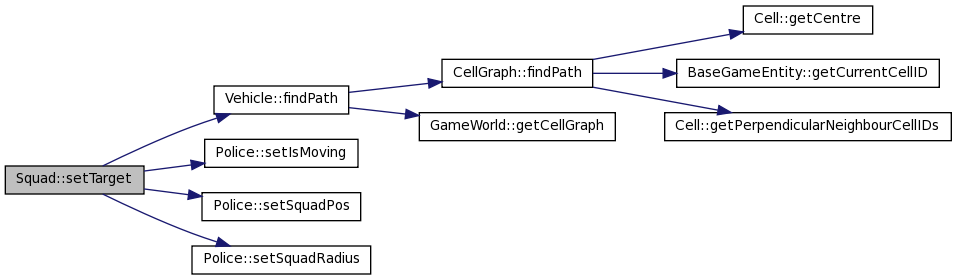 Cell::getCentre
CellGraph::findPath
BaseGameEntity::getCurrentCellID
Vehicle::findPath
GameWorld::getCellGraph
Cell::getPerpendicularNeighbourCellIDs
Police::setIsMoving
Squad::setTarget
Police::setSquadPos
Police::setSquadRadius